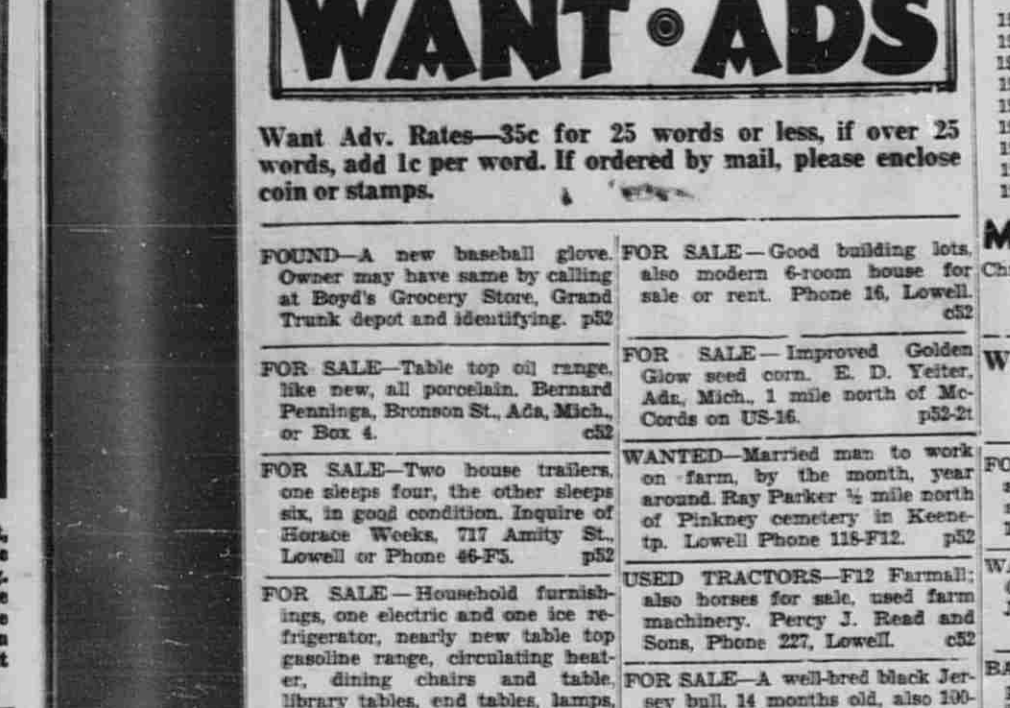 WANT ADS
Want Adv. Rates—35c for 25 words or less, if over 25
words, add 1c per word. If ordered by mail, please enclose
coin or stamps.
FOUND—A new baseball glove.
Owner may have same by calling
at Boyd's Grocery Store, Grand
Trunk depot and identifying. p52
FOR SALE—Table top oil range,
like new, all porcelain. Bernard
Penninga, Bronson St., Ada, Mich.,
or Box 4. c52
FOR SALE—Two house trailers,
one sleeps four, the other sleeps
six, in good condition. Inquire of
Horace Weeks, 717 Amity St.,
Lowell or Phone 46-F5. p52
FOR SALE—Household furnish-
ings, one electric and one ice re-
frigerator, nearly new table top
gasoline range, circulating heat-
er, dining chairs and table,
library tables, end tables, lamps,
FOR SALE—Good building lots,
also modern 6-room house for
sale or rent. Phone 16, Lowell.
c52
FOR SALE—Improved Golden
Glow seed corn. E. D. Yeiter,
Ada, Mich., 1 mile north of Mc-
Cords on US-16. p52-2t
WANTED—Married man to work
on farm, by the month, year
around. Ray Parker ½ mile north
of Pinkney cemetery in Keene-
tp. Lowell Phone 118-F12. p52
USED TRACTORS—F12 Farmall;
also horses for sale, used farm
machinery. Percy J. Read and
Sons, Phone 227, Lowell. c52
FOR SALE—A well-bred black Jer-
sey bull, 14 months old, also 100-